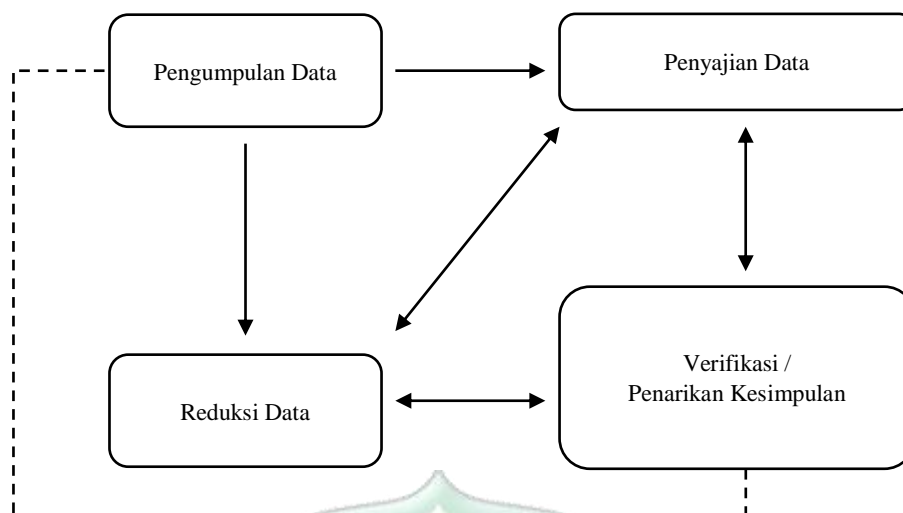 Pengumpulan Data
Penyajian Data
Reduksi Data
Verifikasi /
Penarikan Kesimpulan